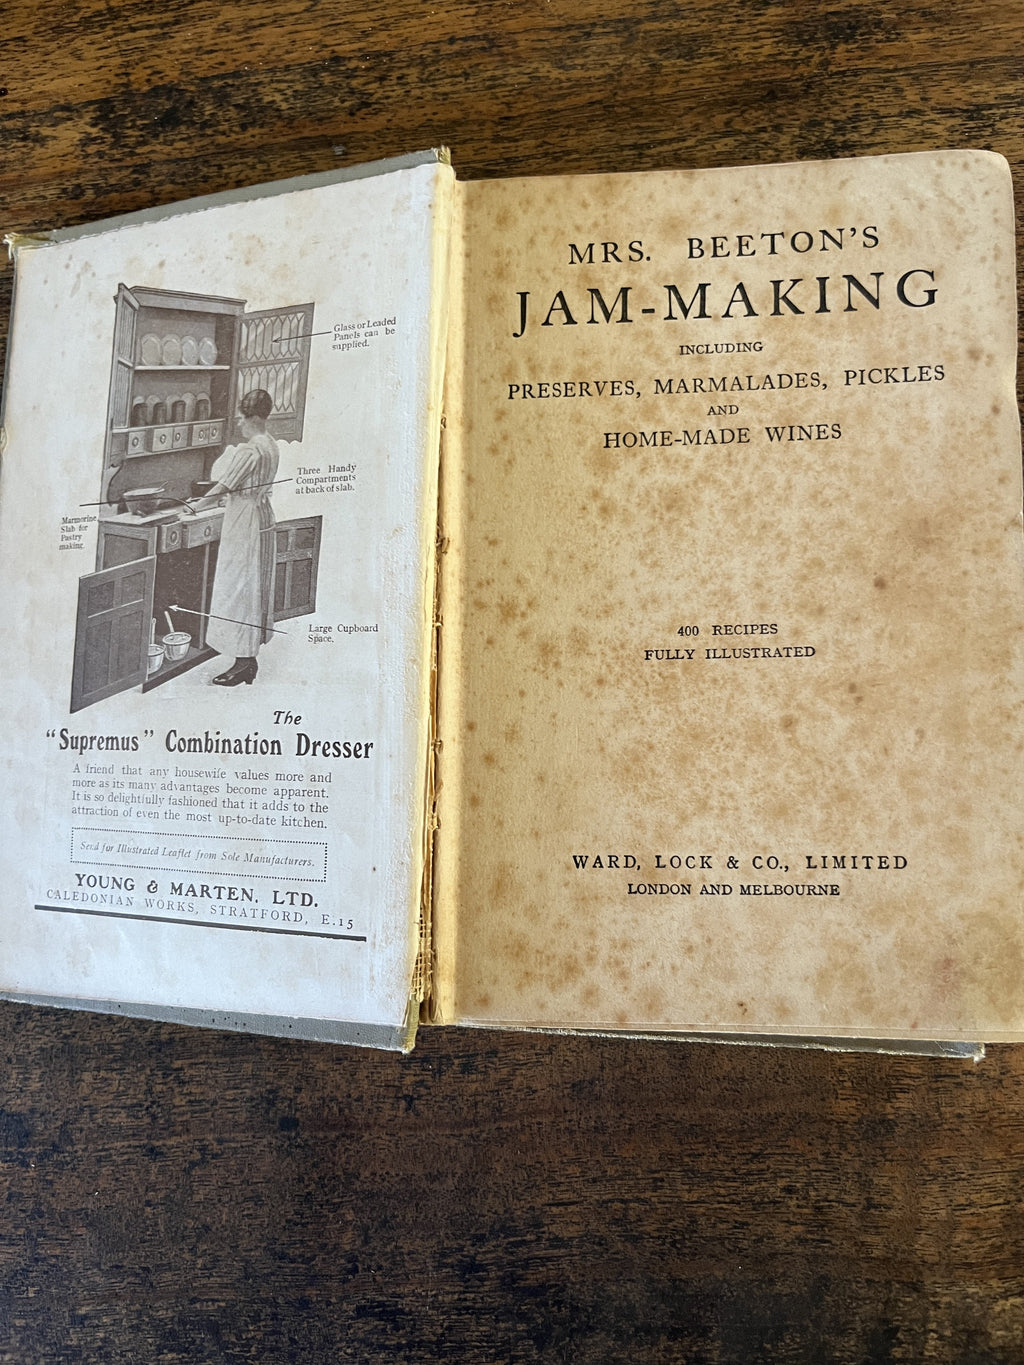 Glass or Leaded
Panels can be
supplied.
Three Handy
Compartments
at back of slab.
Marmorine
Slab for
Pastry
making.
Large Cupboard
Space.
The
"Supremus" Combination Dresser
A friend that any housewife values more and
more as its many advantages become apparent.
It is so delightfully fashioned that it adds to the
attraction of even the most up-to-date kitchen.
Send for Illustrated Leaflet from Sole Manufacturers.
YOUNG & MARTEN, LTD.
CALEDONIAN WORKS, STRATFORD, E.15
MRS. BEETON'S
JAM-MAKING
INCLUDING
PRESERVES, MARMALADES, PICKLES
AND
HOME-MADE WINES
400 RECIPES
FULLY ILLUSTRATED
WARD, LOCK & CO., LIMITED
LONDON AND MELBOURNE